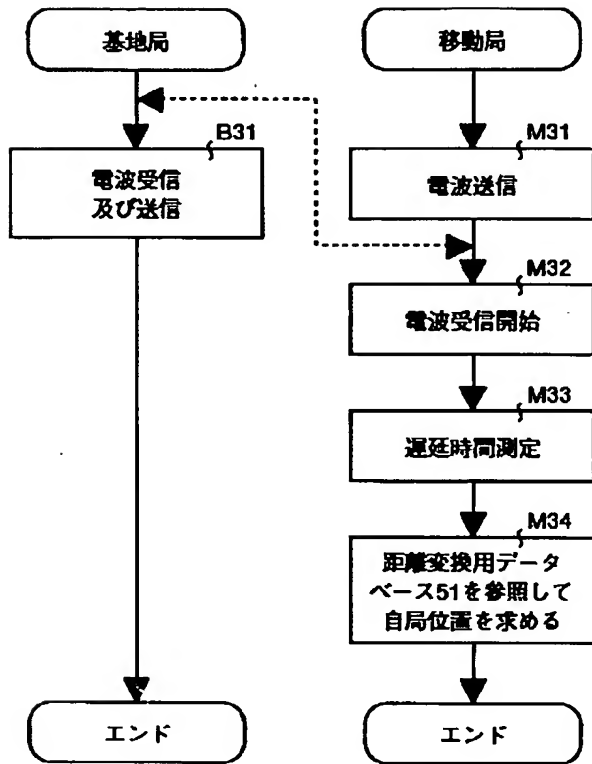 基地局
B31
電波受信
及び送信
エンド
移動局
M31
電波送信
M32
電波受信開始
M33
遅延時間測定
M34
距離変換用データ
ベース51を参照して
自局位置を求める
エンド